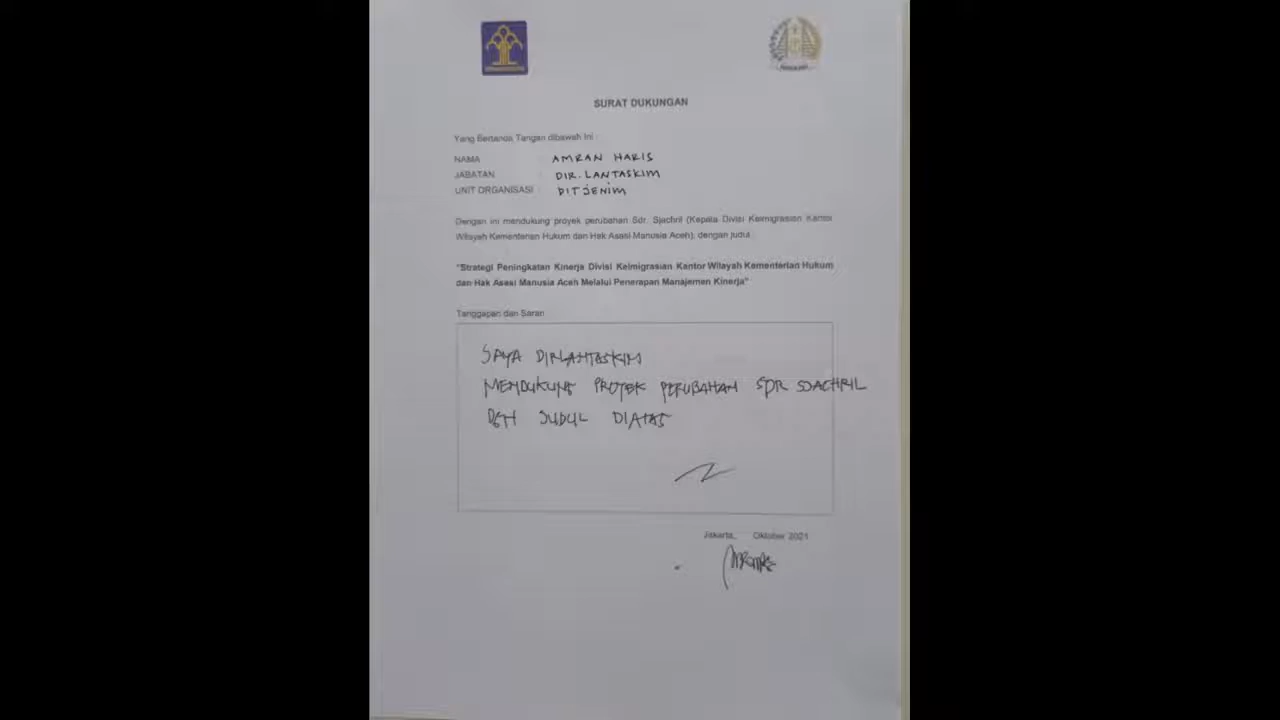 SURAT DUKUNGAN
Yang Bertanda Tangan dibawah Ini :
NAMA : AMRAN HARIS
JABATAN : DIR. LANTASKIM
UNIT ORGANISASI : DITJENIM
Dengan ini mendukung proyek perubahan Sdr. Sjachril (Kepala Divisi Keimigrasian Kantor
Wilayah Kementerian Hukum dan Hak Asasi Manusia Aceh), dengan judul :
"Strategi Peningkatan Kinerja Divisi Keimigrasian Kantor Wilayah Kementerian Hukum
dan Hak Asasi Manusia Aceh Melalui Penerapan Manajemen Kinerja"
Tanggapan dan Saran
SAYA DIRLANTASKIM
MENDUKUNG PROYEK PERUBAHAN SDR SJACHRIL
DGN JUDUL DIATAS
Jakarta, Oktober 2021